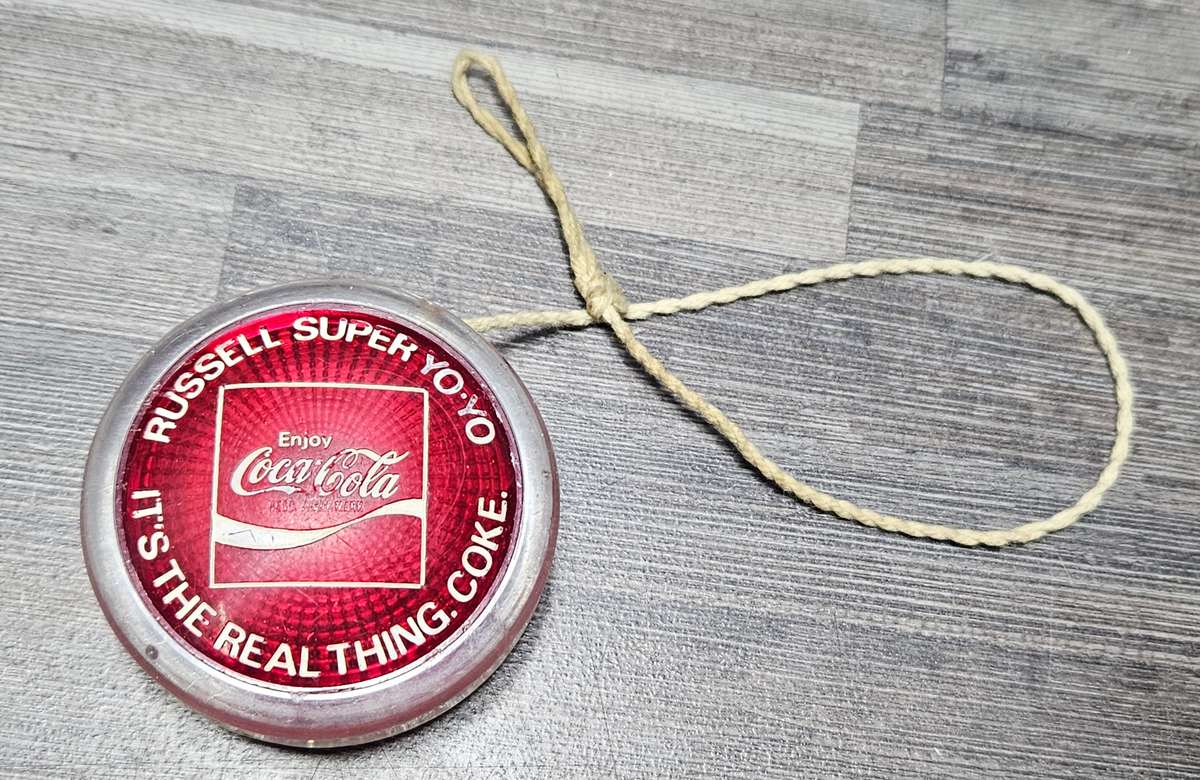 RUSSELL SUPER YO·YO
Enjoy
Coca-Cola
IT'S THE REAL THING. COKE.